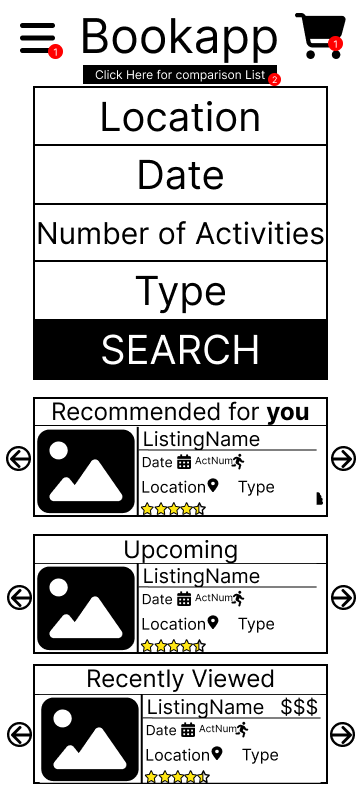 1
Bookapp
1
Click Here for comparison List 2
Location
Date
Number of Activities
Type
SEARCH
Recommended for you
ListingName
Date ActNum
Location Type
Upcoming
ListingName
Date ActNum
Location Type
Recently Viewed
ListingName $$$
Date ActNum
Location Type